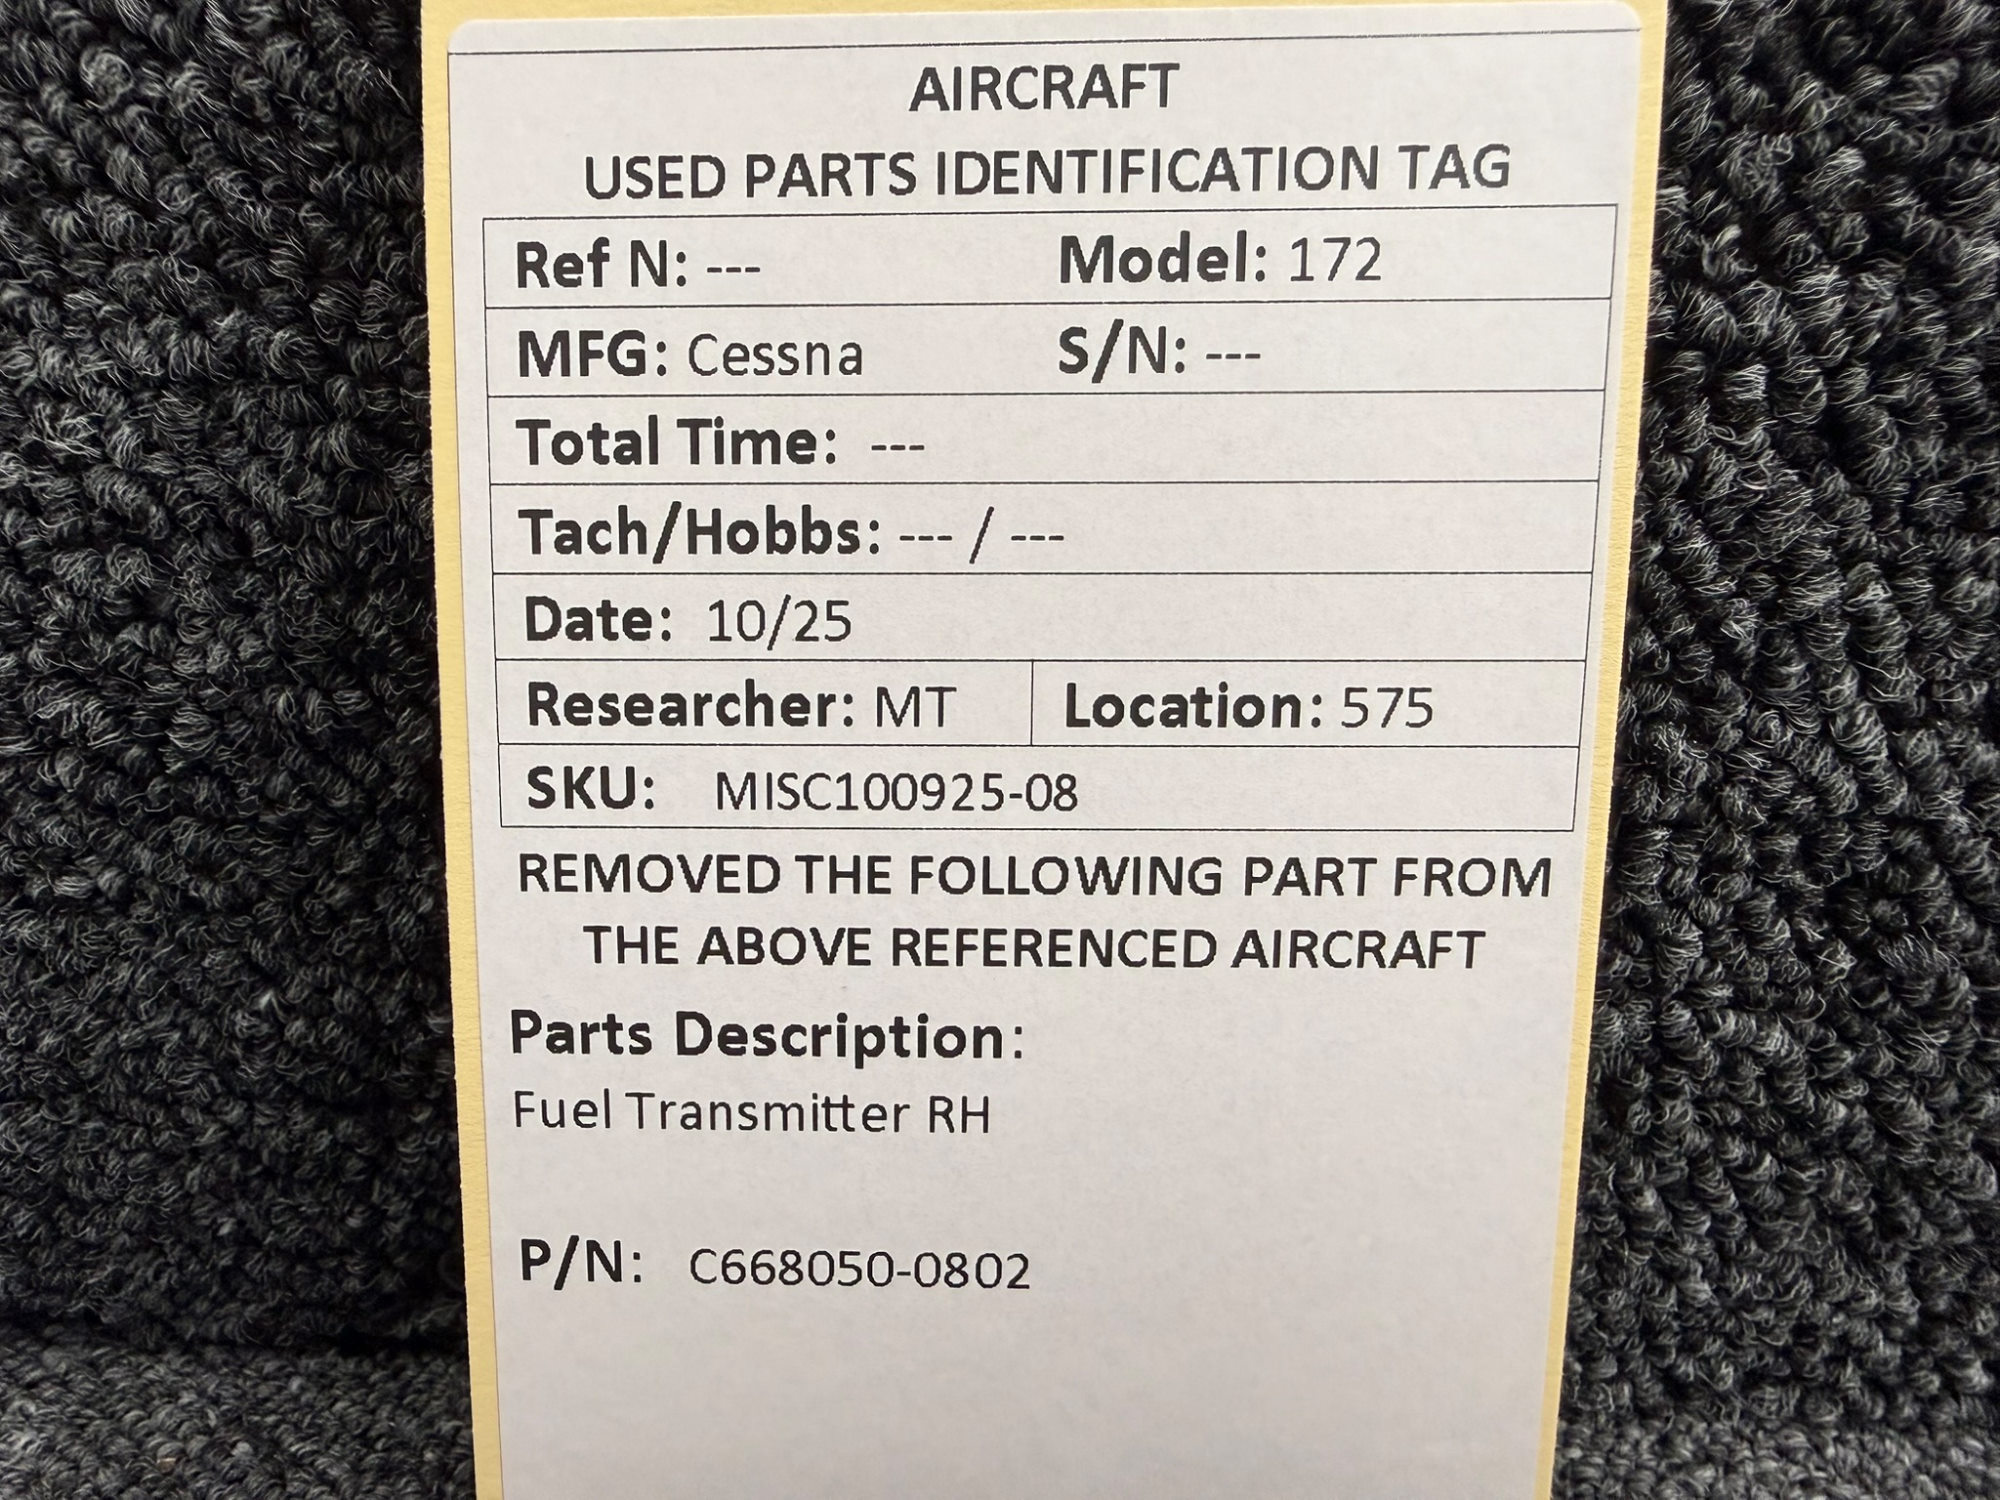 AIRCRAFT
USED PARTS IDENTIFICATION TAG
Ref N: --- Model: 172
MFG: Cessna S/N: ---
Total Time: ---
Tach/Hobbs: --- / ---
Date: 10/25
Researcher: MT Location: 575
SKU: MISC100925-08
REMOVED THE FOLLOWING PART FROM
THE ABOVE REFERENCED AIRCRAFT
Parts Description:
Fuel Transmitter RH
P/N: C668050-0802